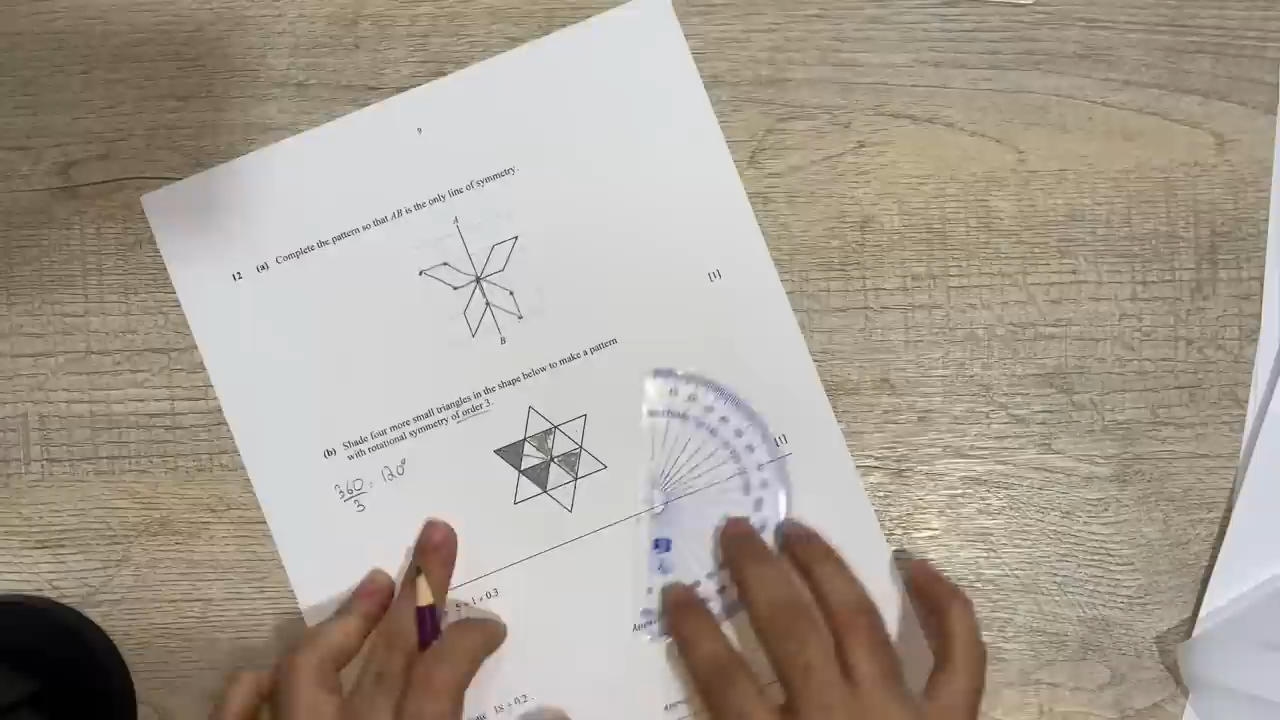 9
12 (a) Complete the pattern so that AB is the only line of symmetry.
A
B
[1]
(b) Shade four more small triangles in the shape below to make a pattern
with rotational symmetry of order 3.
360
3 = 120°
[1]